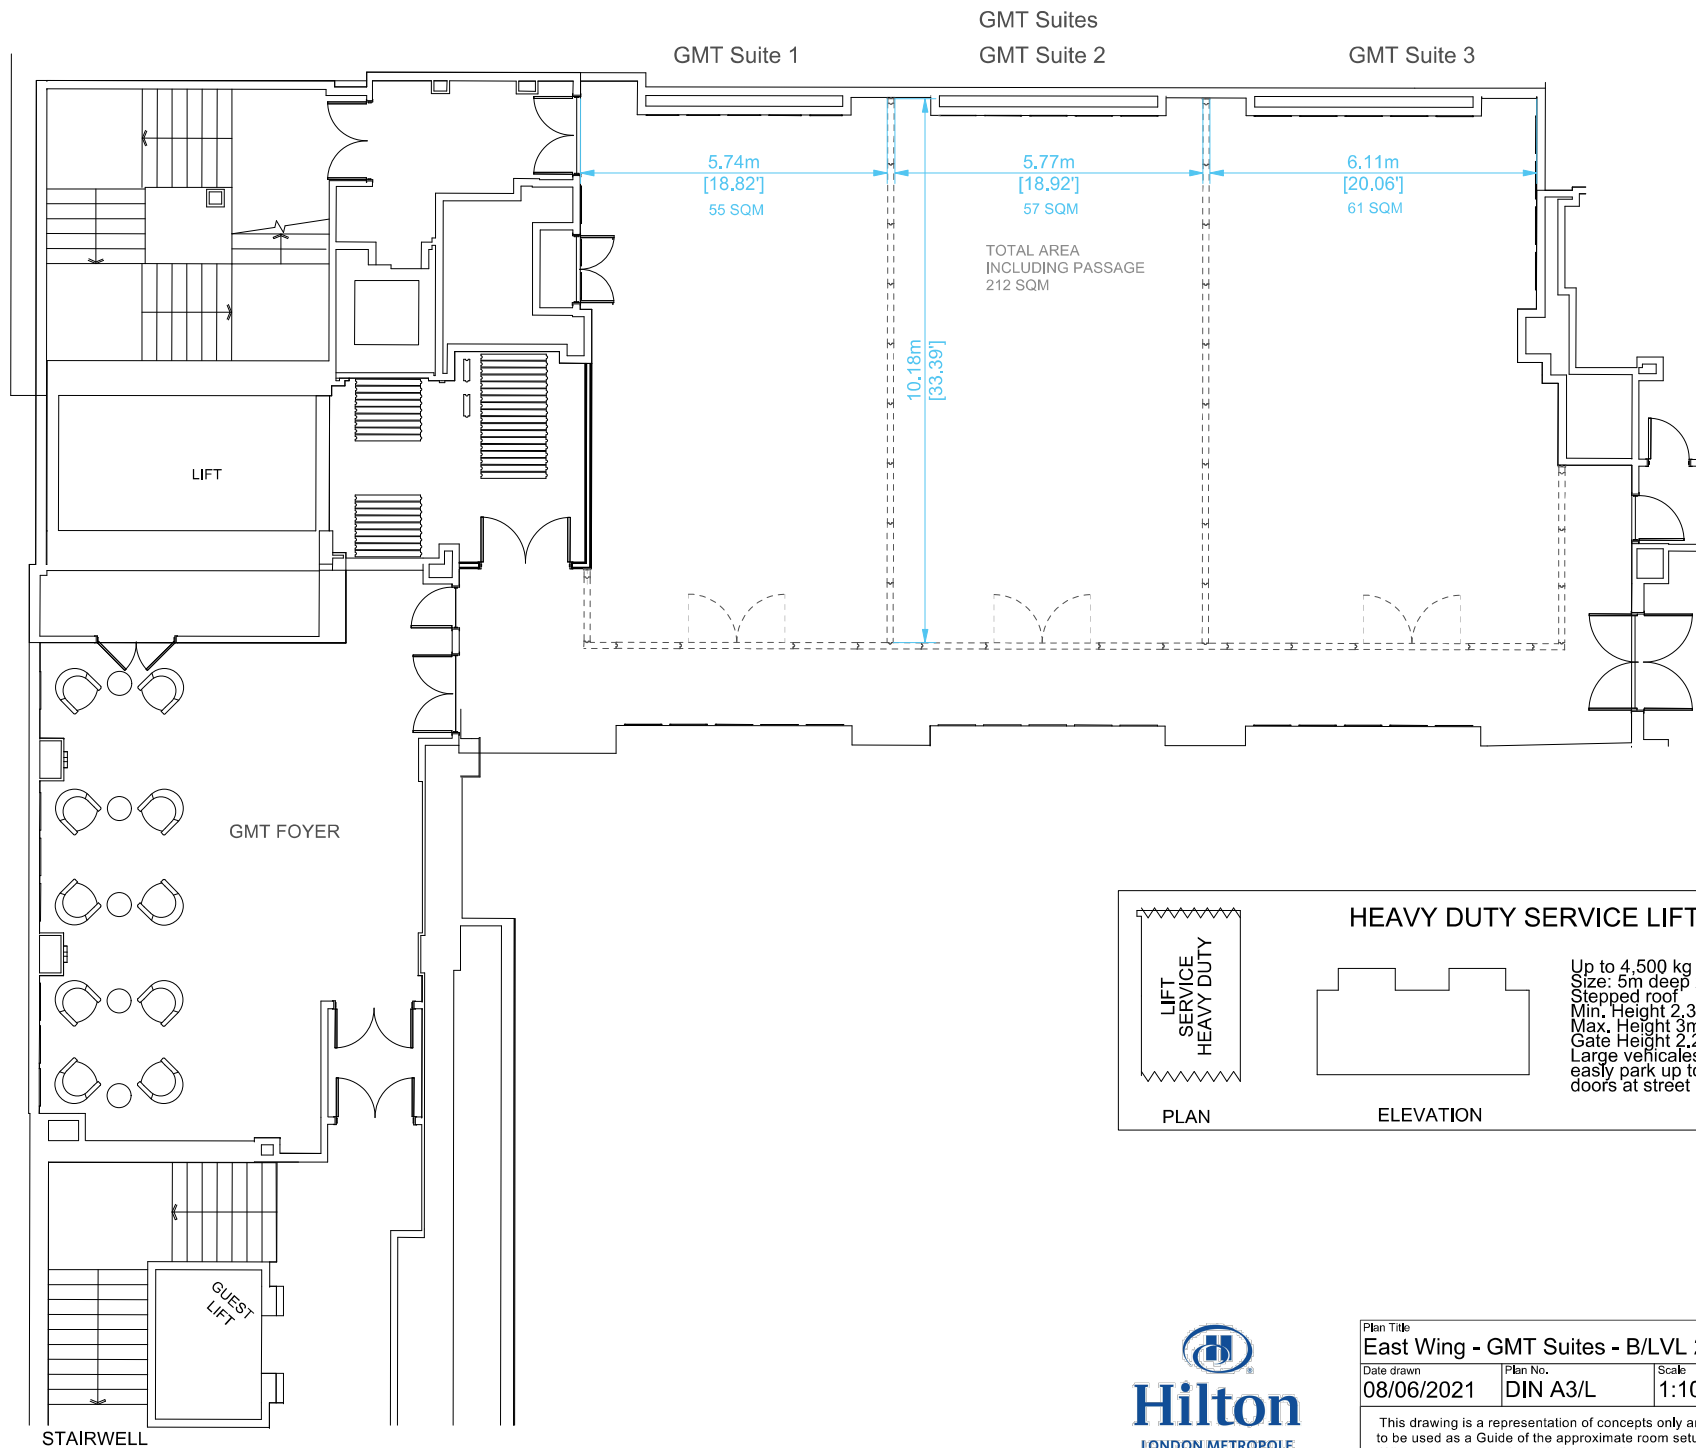 GMT Suites
GMT Suite 1
GMT Suite 2
GMT Suite 3
5.74m
[18.82']
55 SQM
5.77m
[18.92']
57 SQM
6.11m
[20.06']
61 SQM
TOTAL AREA
INCLUDING PASSAGE
212 SQM
10.18m
[33.39']
LIFT
GMT FOYER
HEAVY DUTY SERVICE LIFT
LIFT
SERVICE
HEAVY DUTY
Up to 4,500 kg
Size: 5m deep
Stepped roof
Min. Height 2.3
Max. Height 3m
Gate Height 2.2
Large vehicales
easly park up to
doors at street
PLAN
ELEVATION
GUEST
LIFT
STAIRWELL
Hilton
LONDON METROPOLE
Plan Title
East Wing - GMT Suites - B/LVL
Date drawn
08/06/2021
Plan No.
DIN A3/L
Scale
1:10
This drawing is a representation of concepts only
to be used as a Guide of the approximate room